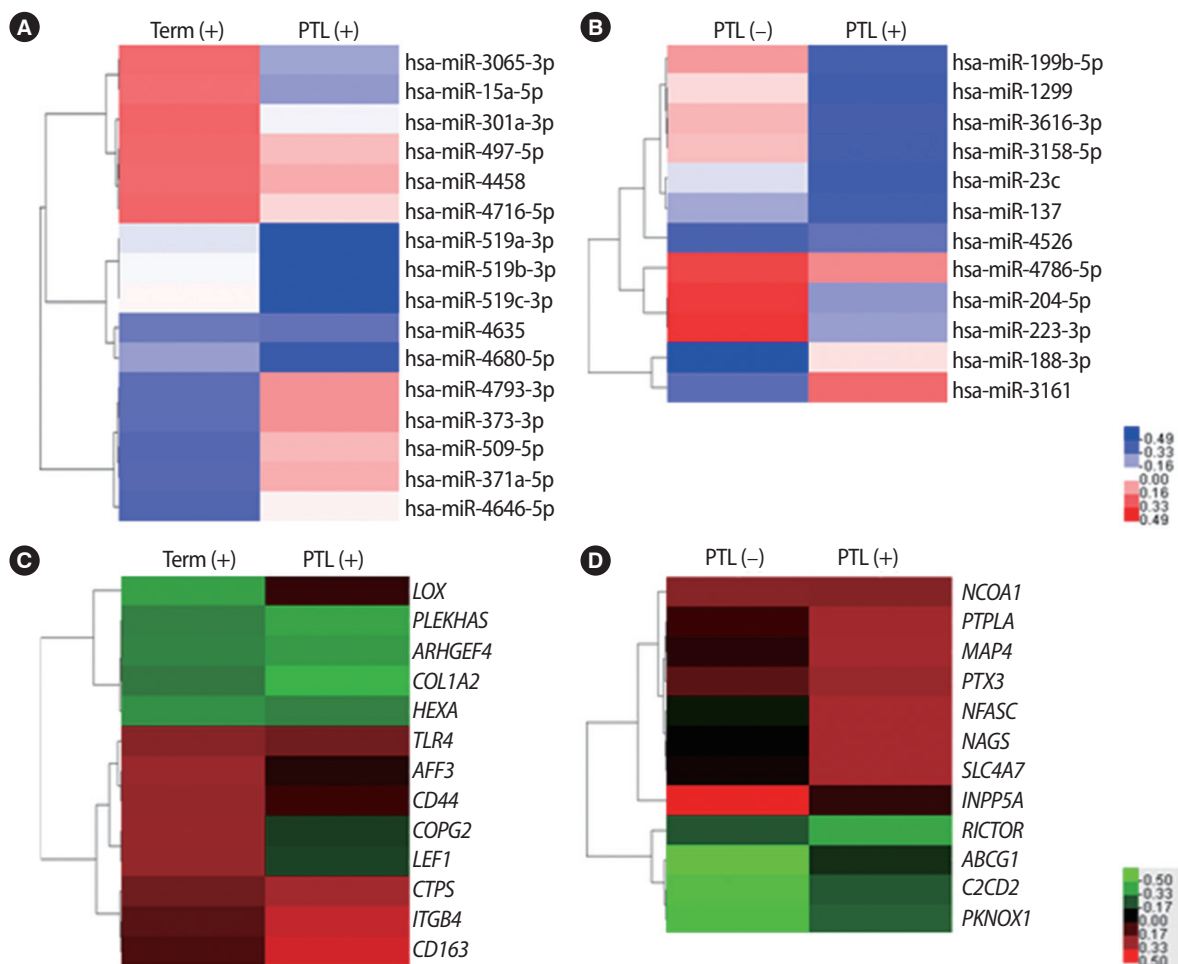 A
Term (+) PTL (+)
hsa-miR-3065-3p
hsa-miR-15a-5p
hsa-miR-301a-3p
hsa-miR-497-5p
hsa-miR-4458
hsa-miR-4716-5p
hsa-miR-519a-3p
hsa-miR-519b-3p
hsa-miR-519c-3p
hsa-miR-4635
hsa-miR-4680-5p
hsa-miR-4793-3p
hsa-miR-373-3p
hsa-miR-509-5p
hsa-miR-371a-5p
hsa-miR-4646-5p
B
PTL (–) PTL (+)
hsa-miR-199b-5p
hsa-miR-1299
hsa-miR-3616-3p
hsa-miR-3158-5p
hsa-miR-23c
hsa-miR-137
hsa-miR-4526
hsa-miR-4786-5p
hsa-miR-204-5p
hsa-miR-223-3p
hsa-miR-188-3p
hsa-miR-3161
-0.49
-0.33
-0.16
0.00
0.16
0.33
0.49
C
Term (+) PTL (+)
LOX
PLEKHAS
ARHGEF4
COL1A2
HEXA
TLR4
AFF3
CD44
COPG2
LEF1
CTPS
ITGB4
CD163
D
PTL (–) PTL (+)
NCOA1
PTPLA
MAP4
PTX3
NFASC
NAGS
SLC4A7
INPP5A
RICTOR
ABCG1
C2CD2
PKNOX1
-0.50
-0.33
-0.17
0.00
0.17
0.33
0.50